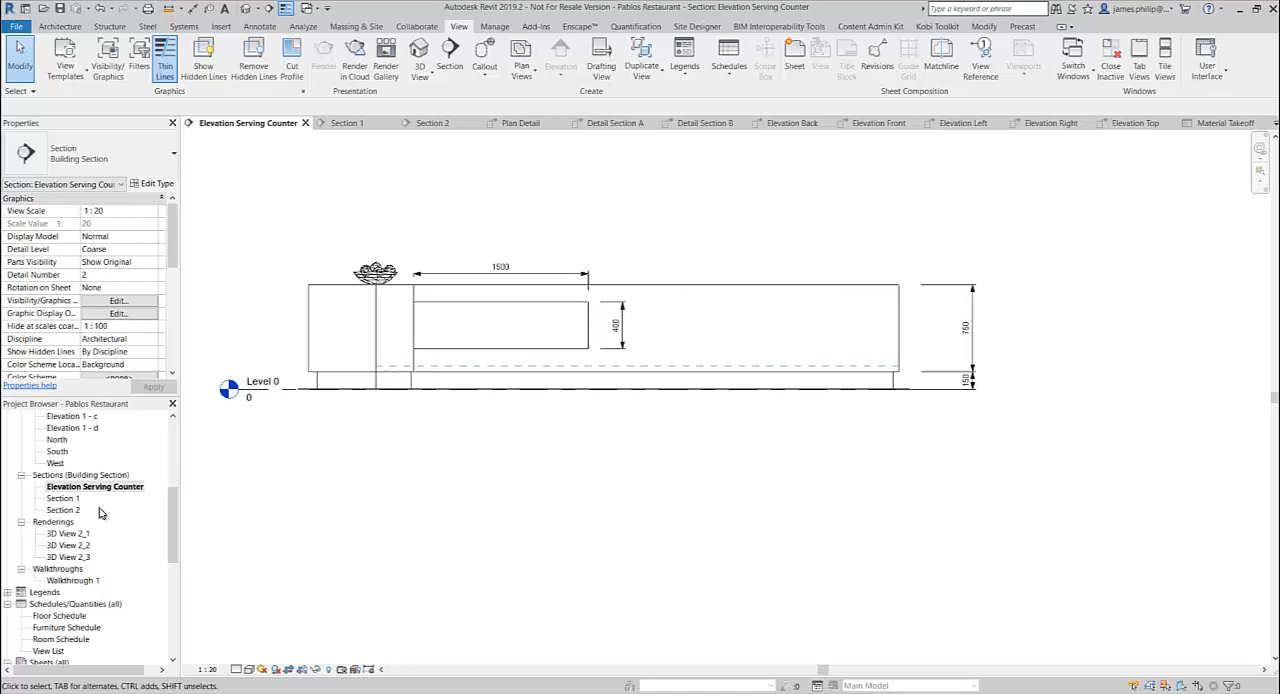 Autodesk Revit 2019.2 - Not For Resale Version - Pablos Restaurant - Section: Elevation Serving Counter
Type a keyword or phrase
james.philip@...
File Architecture Structure Steel Systems Insert Annotate Analyze Massing & Site Collaborate View Manage Add-Ins Enscape™ Quantification Site Designer BIM Interoperability Tools Content Admin Kit Kobi Toolkit Modify Precast
Modify View Templates Visibility/ Graphics Filters Thin Lines Show Hidden Lines Remove Hidden Lines Cut Profile Render Render in Cloud Render Gallery 3D View Section Callout Plan Views Elevation Drafting View Duplicate View Legends Schedules Scope Box Sheet View Title Block Revisions Guide Grid Matchline View Reference Viewports Switch Windows Close Inactive Tab Views Tile Views User Interface
Select Graphics Presentation Create Sheet Composition Windows
Properties
Elevation Serving Counter Section 1 Section 2 Plan Detail Detail Section A Detail Section B Elevation Back Elevation Front Elevation Left Elevation Right Elevation Top Material Takeoff
Section
Building Section
Section: Elevation Serving Cou Edit Type
Graphics
View Scale 1 : 20
Scale Value 1: 20
Display Model Normal
Detail Level Coarse
Parts Visibility Show Original
Detail Number 2
Rotation on Sheet None
Visibility/Graphics ... Edit...
Graphic Display O... Edit...
Hide at scales coar... 1 : 100
Discipline Architectural
Show Hidden Lines By Discipline
Color Scheme Loca... Background
Properties help Apply
1500
400
750
150
Level 0
0
Project Browser - Pablos Restaurant
Elevation 1 - c
Elevation 1 - d
North
South
West
Sections (Building Section)
Elevation Serving Counter
Section 1
Section 2
Renderings
3D View 2_1
3D View 2_2
3D View 2_3
Walkthroughs
Walkthrough 1
Legends
Schedules/Quantities (all)
Floor Schedule
Furniture Schedule
Room Schedule
View List
Sheets (all)
1 : 20
Click to select, TAB for alternates, CTRL adds, SHIFT unselects.
:0
Main Model
:0